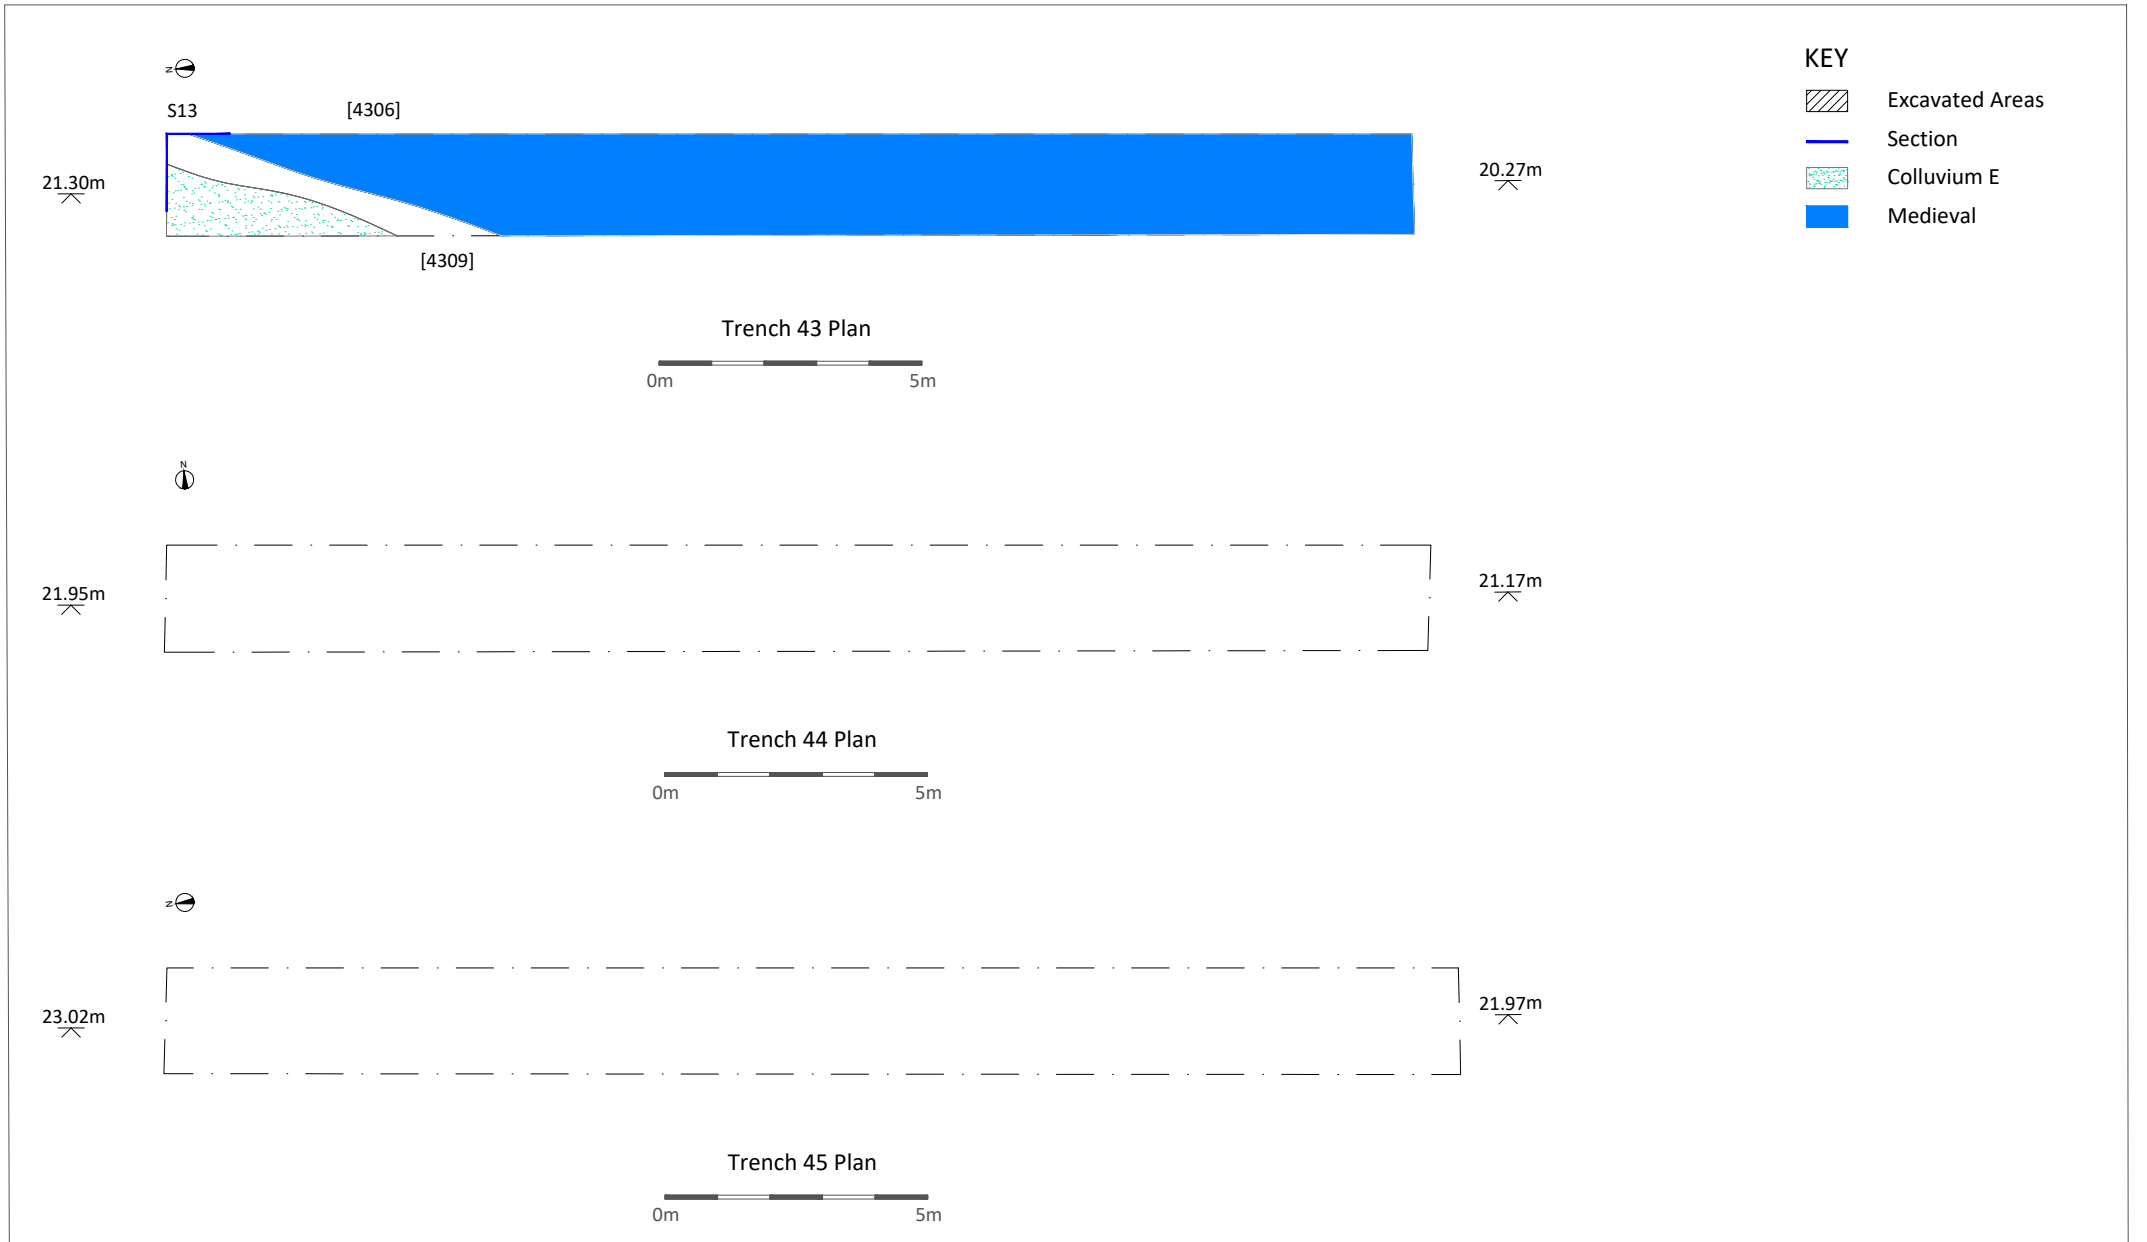 KEY
Excavated Areas
Section
Colluvium E
Medieval
N
S13
[4306]
21.30m
20.27m
[4309]
Trench 43 Plan
0m 5m
N
21.95m
21.17m
Trench 44 Plan
0m 5m
N
23.02m
21.97m
Trench 45 Plan
0m 5m